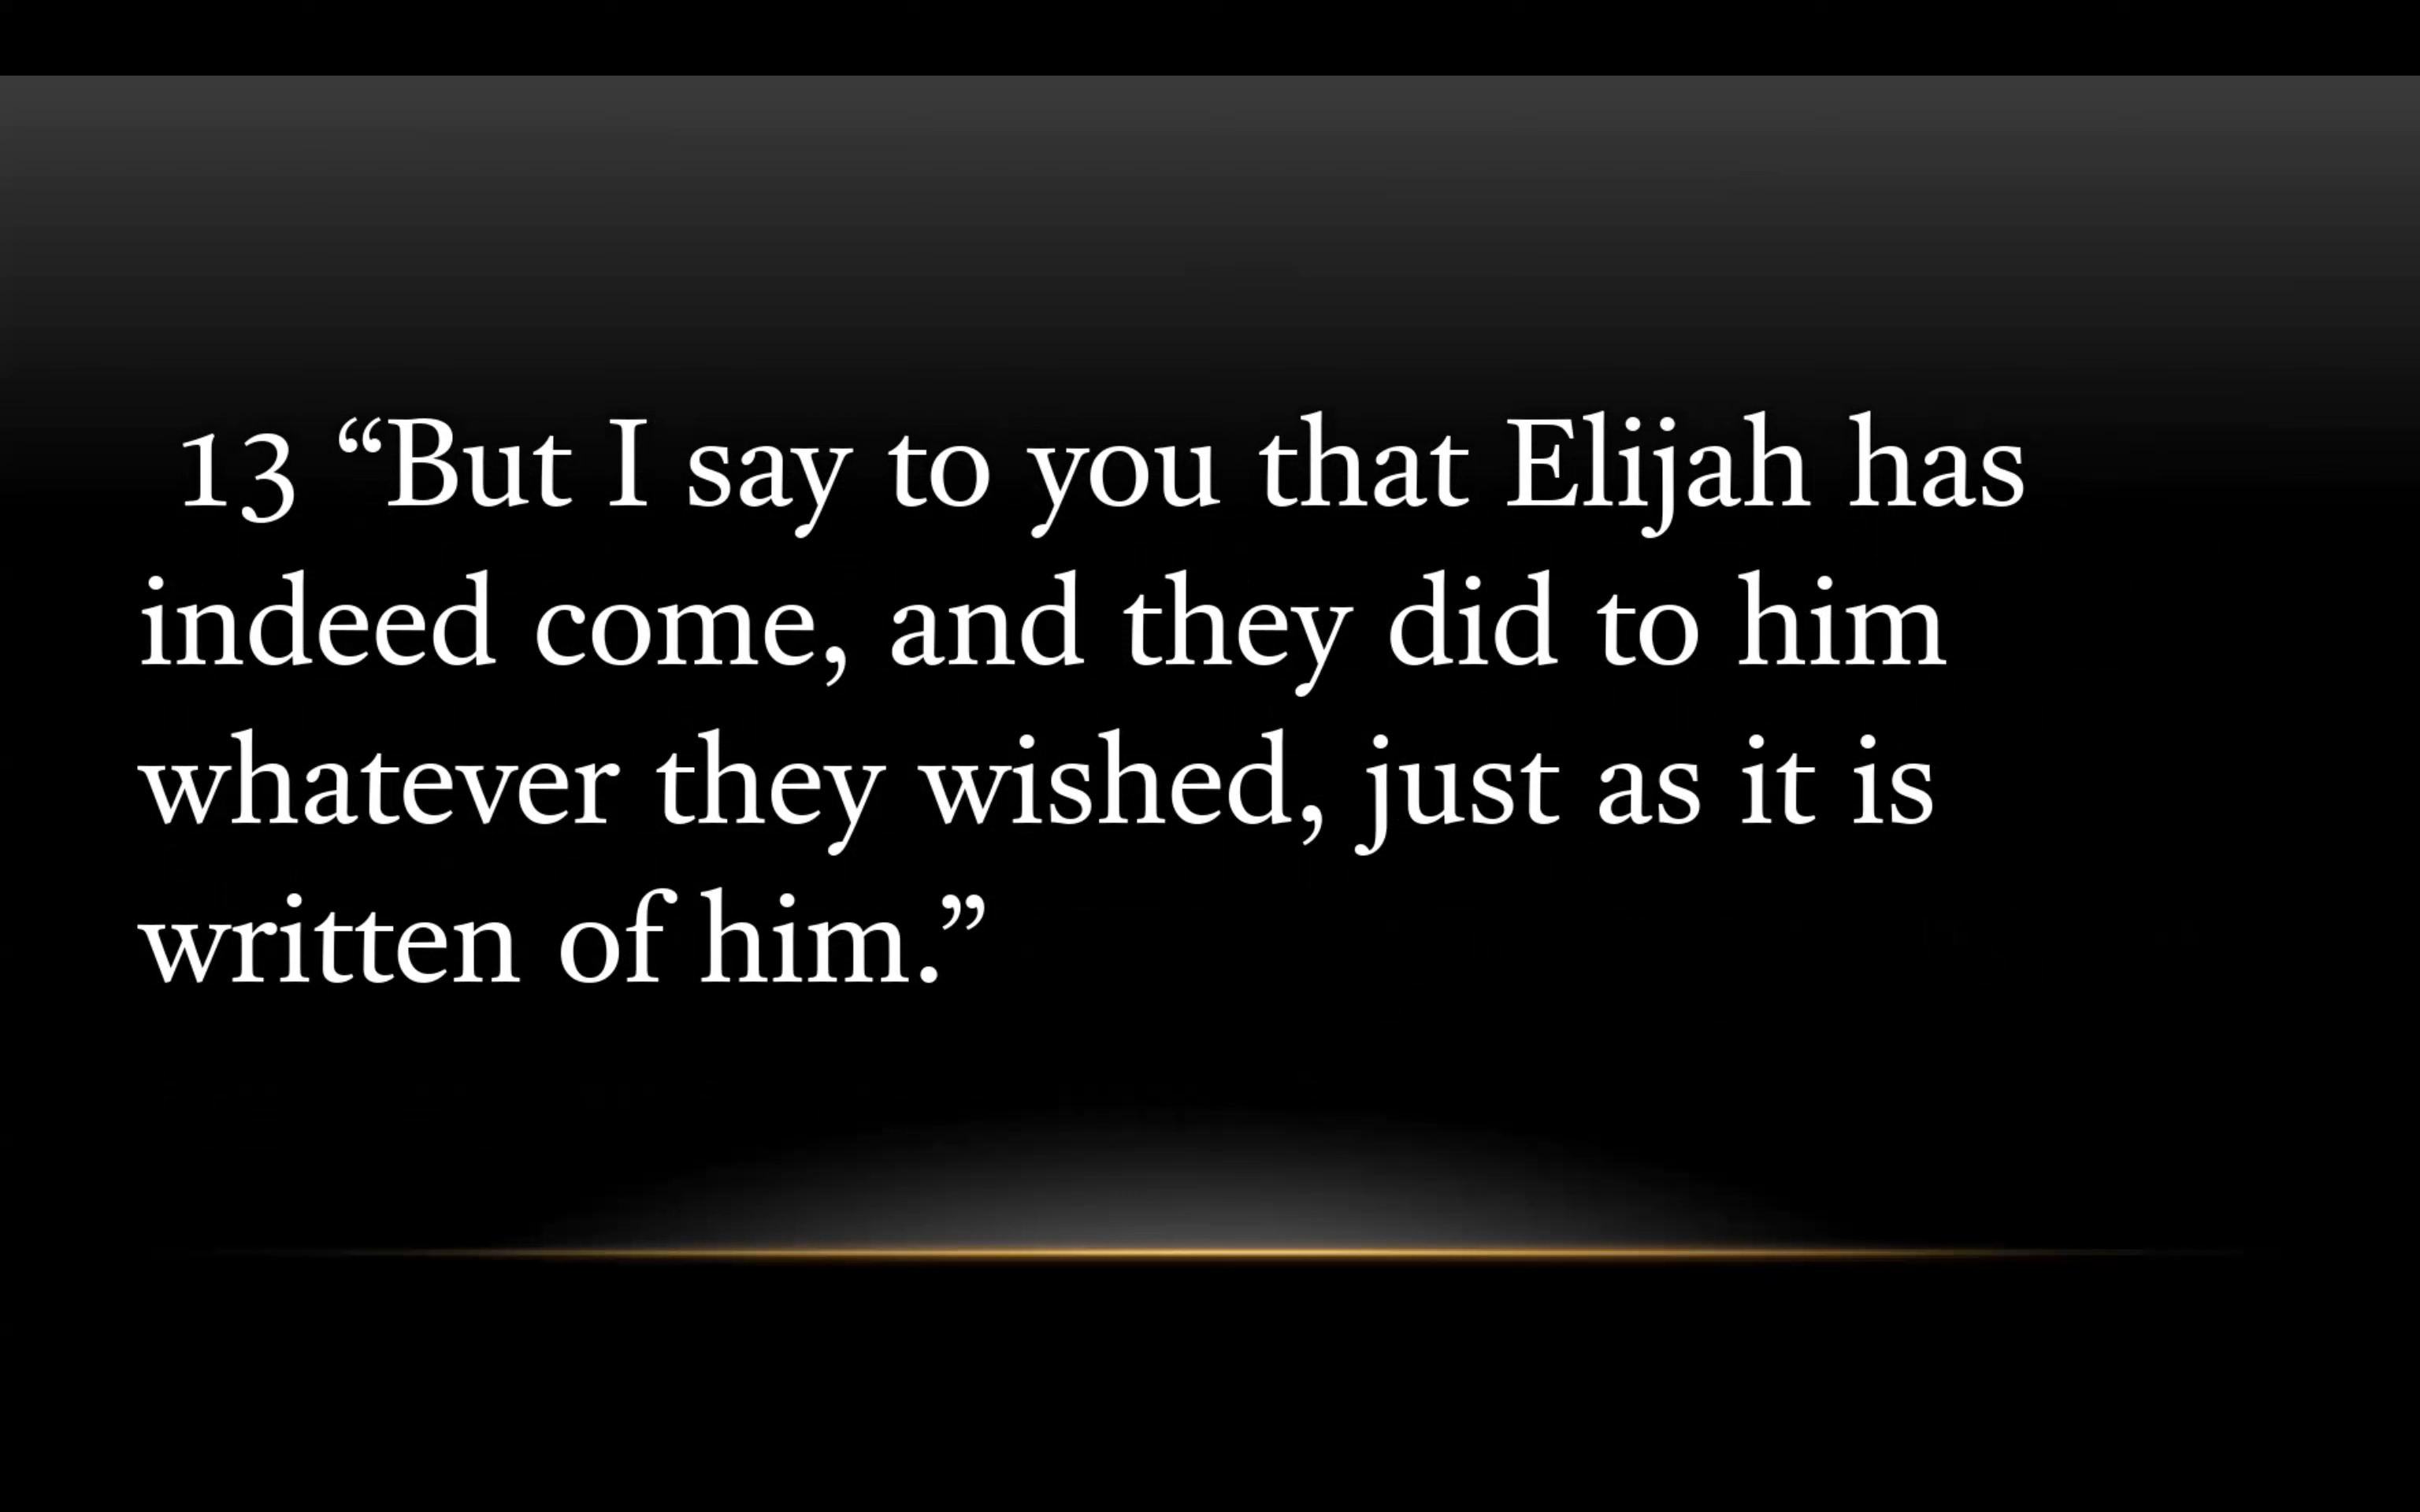 13 “But I say to you that Elijah has
indeed come, and they did to him
whatever they wished, just as it is
written of him.”